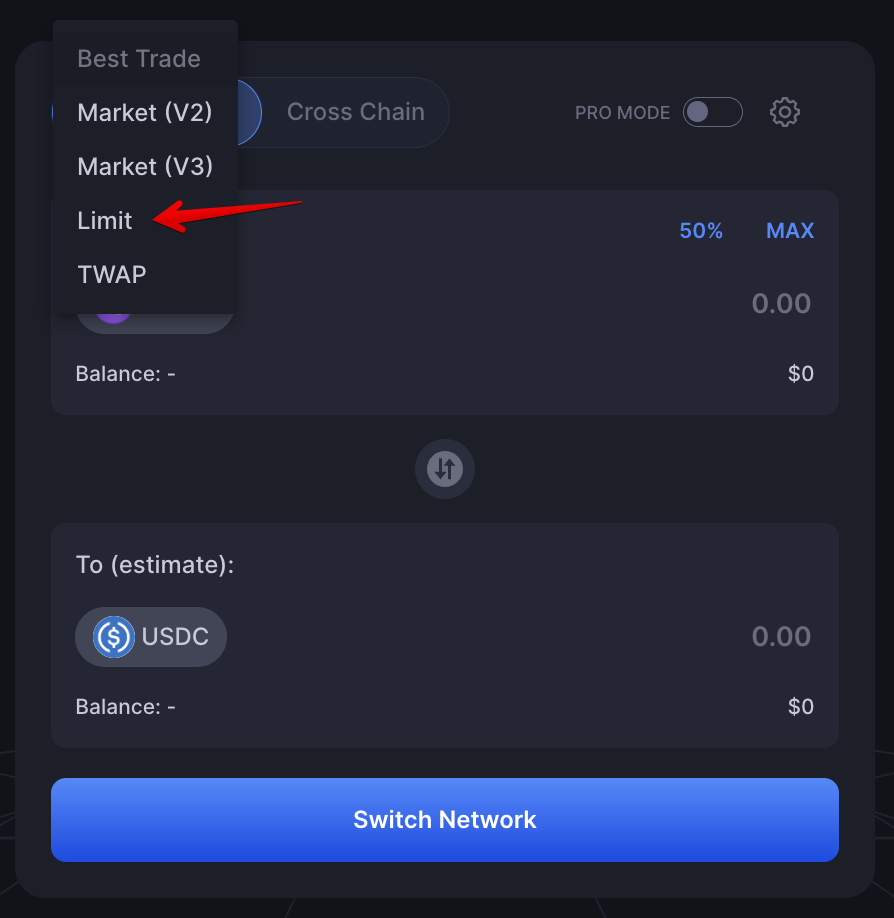 Best Trade
Market (V2)
Market (V3)
Limit
TWAP
Cross Chain
PRO MODE
50% MAX
0.00
Balance: - $0
To (estimate):
USDC 0.00
Balance: - $0
Switch Network